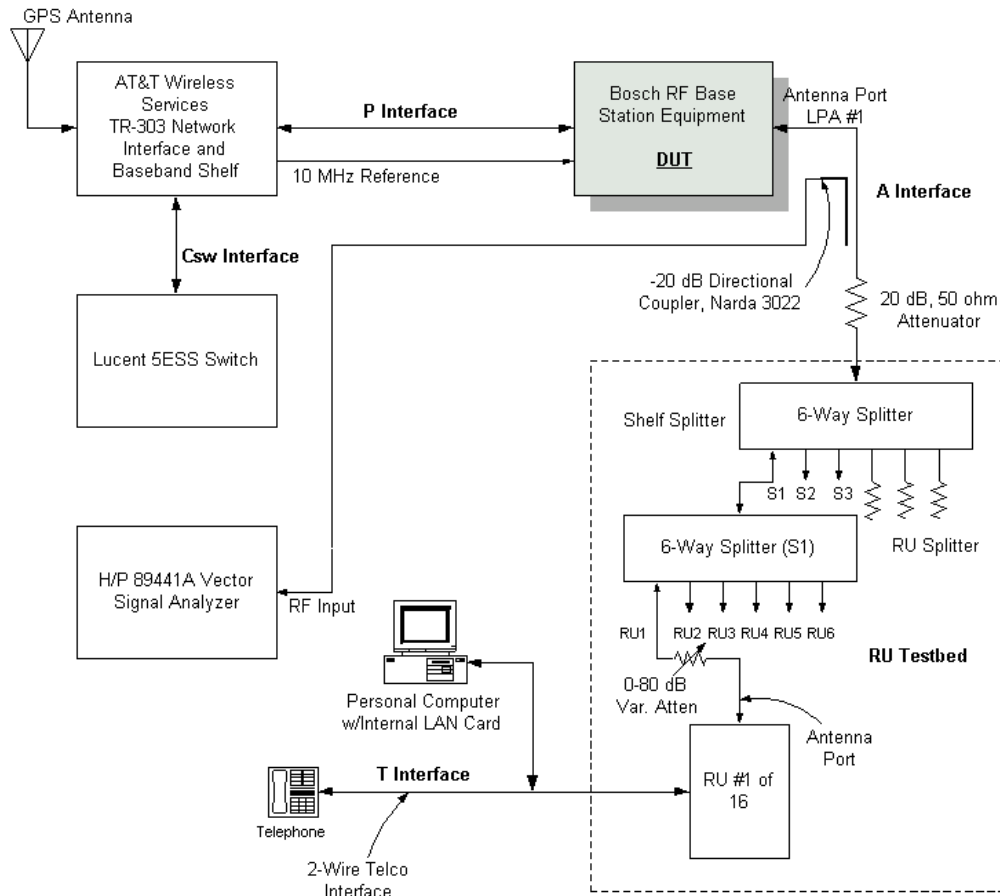 GPS Antenna
AT&T Wireless
Services
TR-303 Network
Interface and
Baseband Shelf
P Interface
10 MHz Reference
Bosch RF Base
Station Equipment
DUT
Antenna Port
LPA #1
A Interface
Csw Interface
-20 dB Directional
Coupler, Narda 3022
20 dB, 50 ohm
Attenuator
Lucent 5ESS Switch
Shelf Splitter
6-Way Splitter
S1
S2
S3
6-Way Splitter (S1)
RU Splitter
H/P 89441A Vector
Signal Analyzer
RF Input
RU1
RU2
RU3
RU4
RU5
RU6
RU Testbed
0-80 dB
Var. Atten
Personal Computer
w/Internal LAN Card
Antenna
Port
T Interface
RU #1 of
16
Telephone
2-Wire Telco
Interface